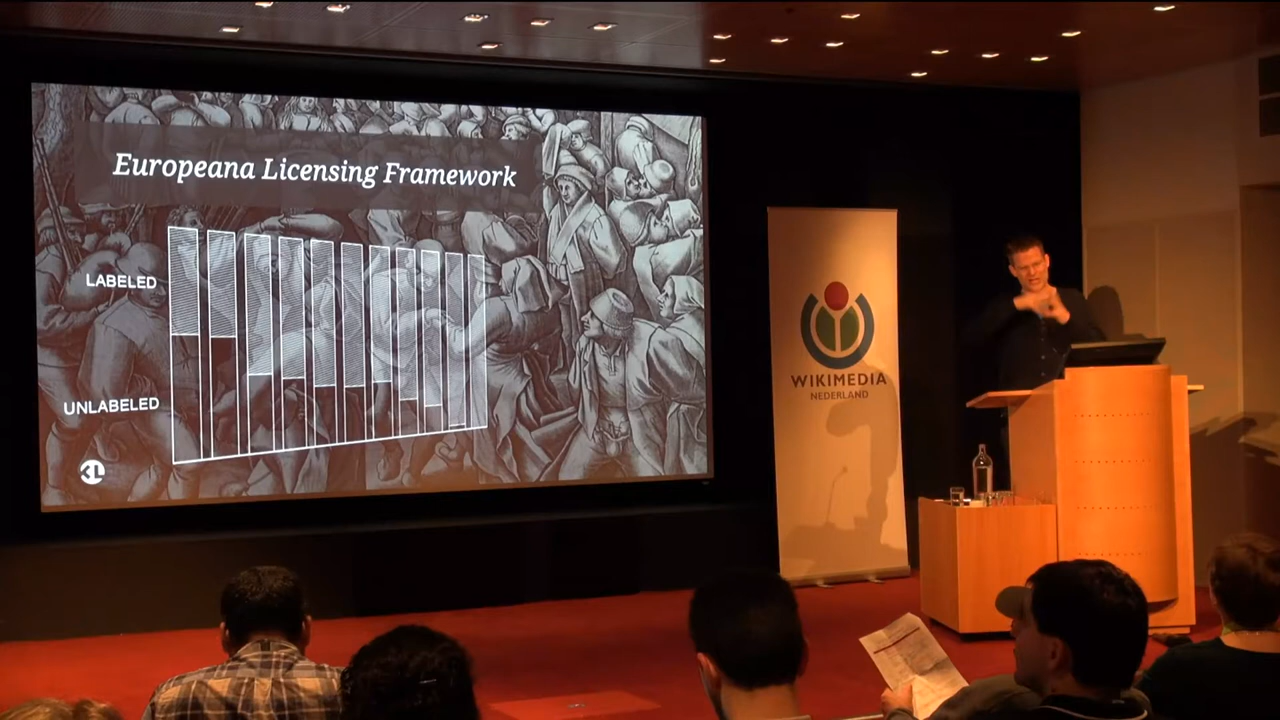 Europeana Licensing Framework
LABELED
UNLABELED
WIKIMEDIA
NEDERLAND